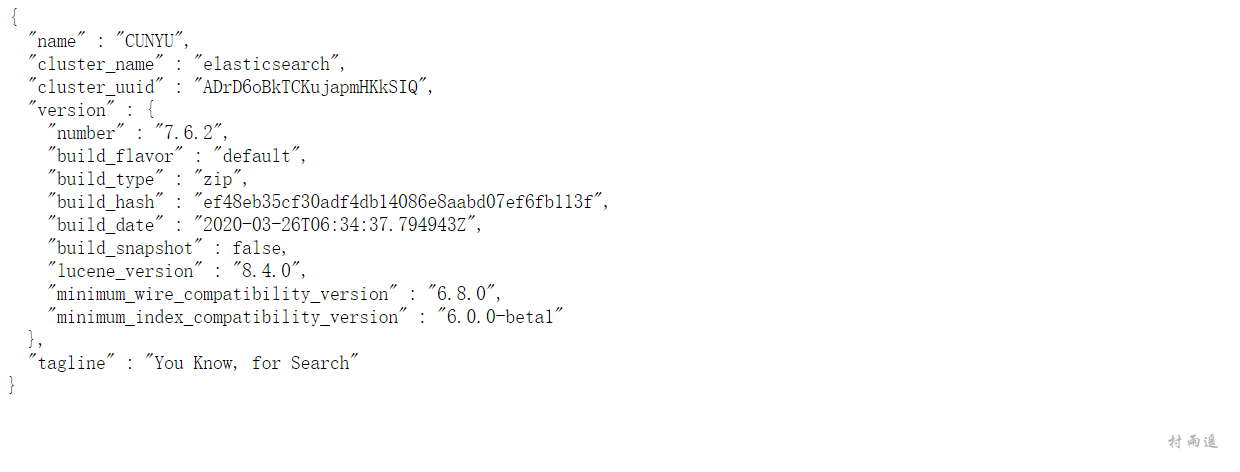 {
"name" : "CUNYU",
"cluster_name" : "elasticsearch",
"cluster_uuid" : "ADrD6oBkTCKujapmHKkSIQ",
"version" : {
"number" : "7.6.2",
"build_flavor" : "default",
"build_type" : "zip",
"build_hash" : "ef48eb35cf30adf4db14086e8aabd07ef6fb113f",
"build_date" : "2020-03-26T06:34:37.794943Z",
"build_snapshot" : false,
"lucene_version" : "8.4.0",
"minimum_wire_compatibility_version" : "6.8.0",
"minimum_index_compatibility_version" : "6.0.0-beta1"
},
"tagline" : "You Know, for Search"
}
村雨遥